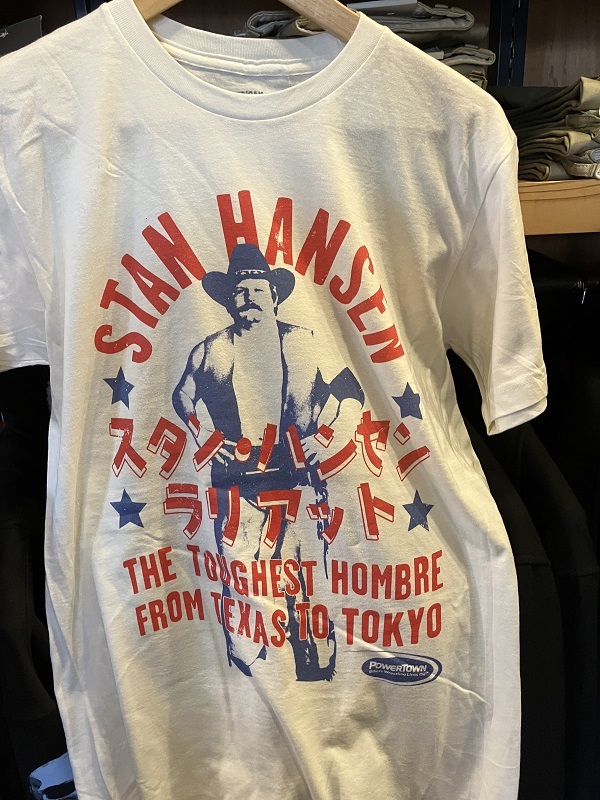 STAN HANSEN
スタン・ハンセン
ラリアット
THE TOUGHEST HOMBRE
FROM TEXAS TO TOKYO
POWERTOWN